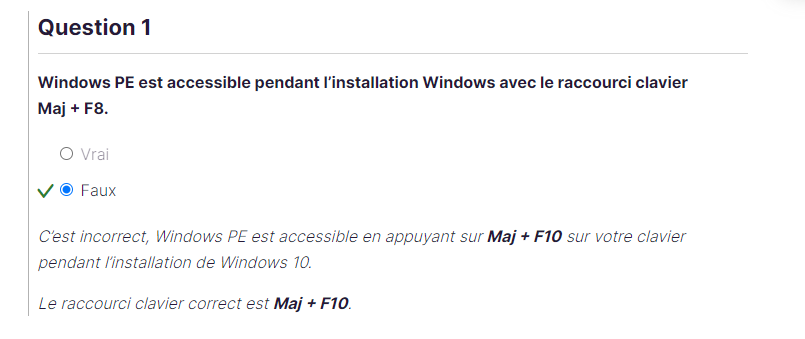 Question 1
Windows PE est accessible pendant l’installation Windows avec le raccourci clavier
Maj + F8.
Vrai
Faux
C’est incorrect, Windows PE est accessible en appuyant sur Maj + F10 sur votre clavier
pendant l’installation de Windows 10.
Le raccourci clavier correct est Maj + F10.